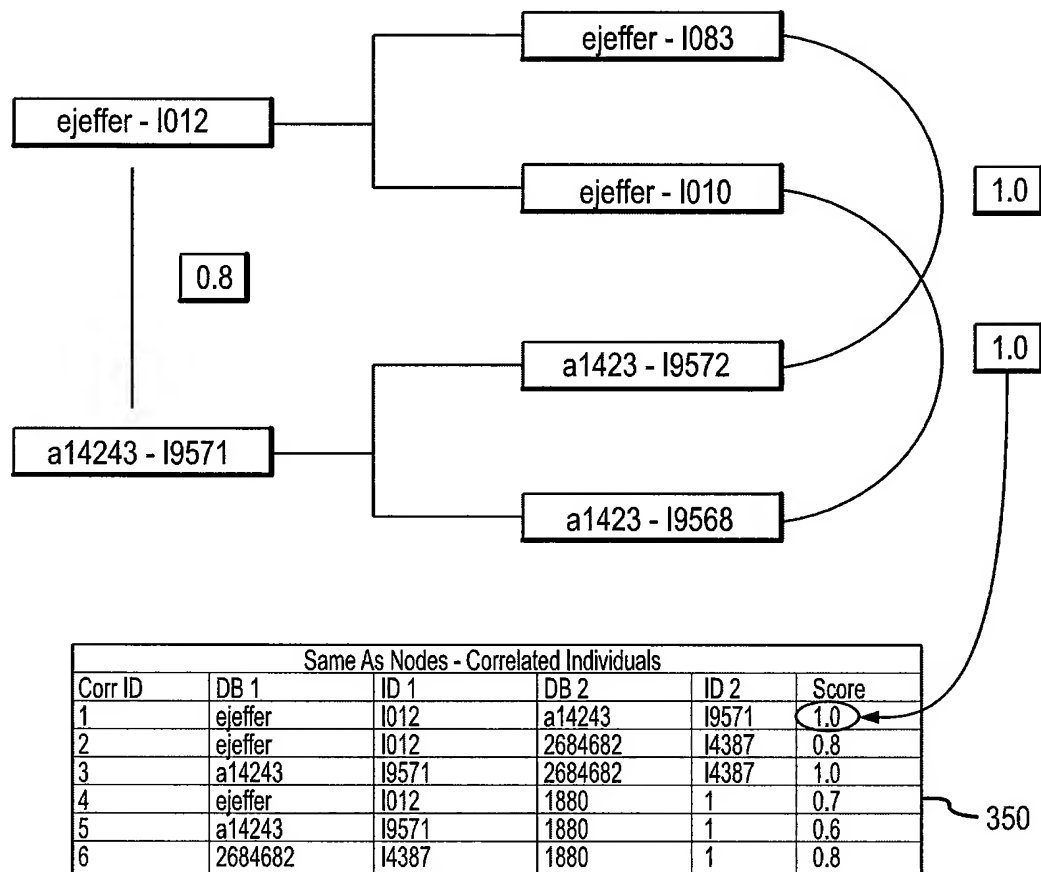 ejeffer - I083
ejeffer - I012
ejeffer - I010
1.0
0.8
1.0
a1423 - I9572
a14243 - I9571
a1423 - I9568
Same As Nodes - Correlated Individuals
Corr ID DB 1 ID 1 DB 2 ID 2 Score
1 ejeffer I012 a14243 I9571 1.0
2 ejeffer I012 2684682 I4387 0.8
3 a14243 I9571 2684682 I4387 1.0
4 ejeffer I012 1880 1 0.7
5 a14243 I9571 1880 1 0.6
6 2684682 I4387 1880 1 0.8
350